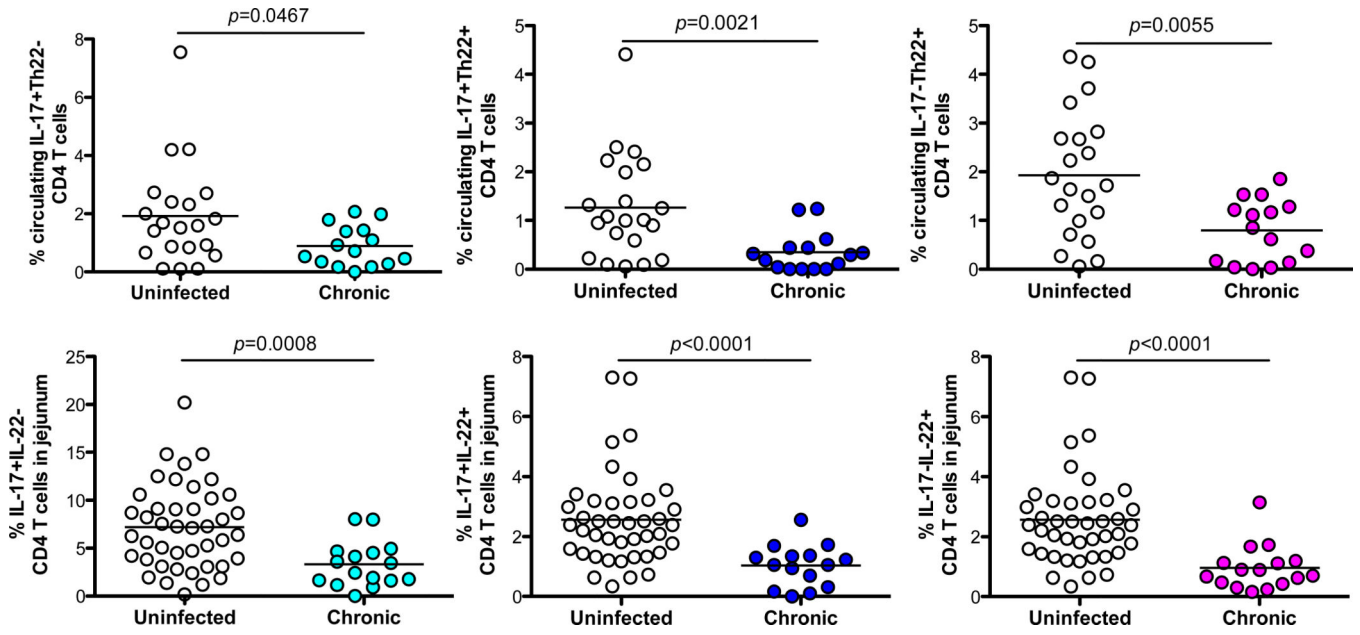 p=0.0467
% circulating IL-17+Th22-
CD4 T cells
8
6
4
2
0
Uninfected
Chronic
p=0.0021
% circulating IL-17+Th22+
CD4 T cells
5
4
3
2
1
0
Uninfected
Chronic
p=0.0055
% circulating IL-17-Th22+
CD4 T cells
5
4
3
2
1
0
Uninfected
Chronic
p=0.0008
% IL-17+IL-22-
CD4 T cells in jejunum
25
20
15
10
5
0
Uninfected
Chronic
p<0.0001
% IL-17+IL-22+
CD4 T cells in jejunum
8
6
4
2
0
Uninfected
Chronic
p<0.0001
% IL-17-IL-22+
CD4 T cells in jejunum
8
6
4
2
0
Uninfected
Chronic